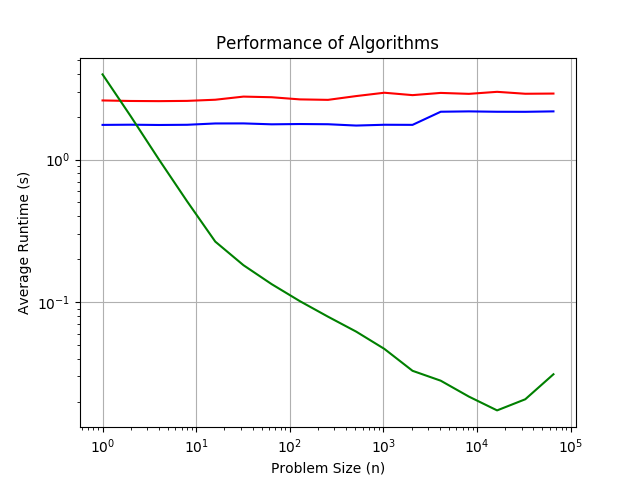 Performance of Algorithms
Average Runtime (s)
10⁰
10⁻¹
10⁰ 10¹ 10² 10³ 10⁴ 10⁵
Problem Size (n)